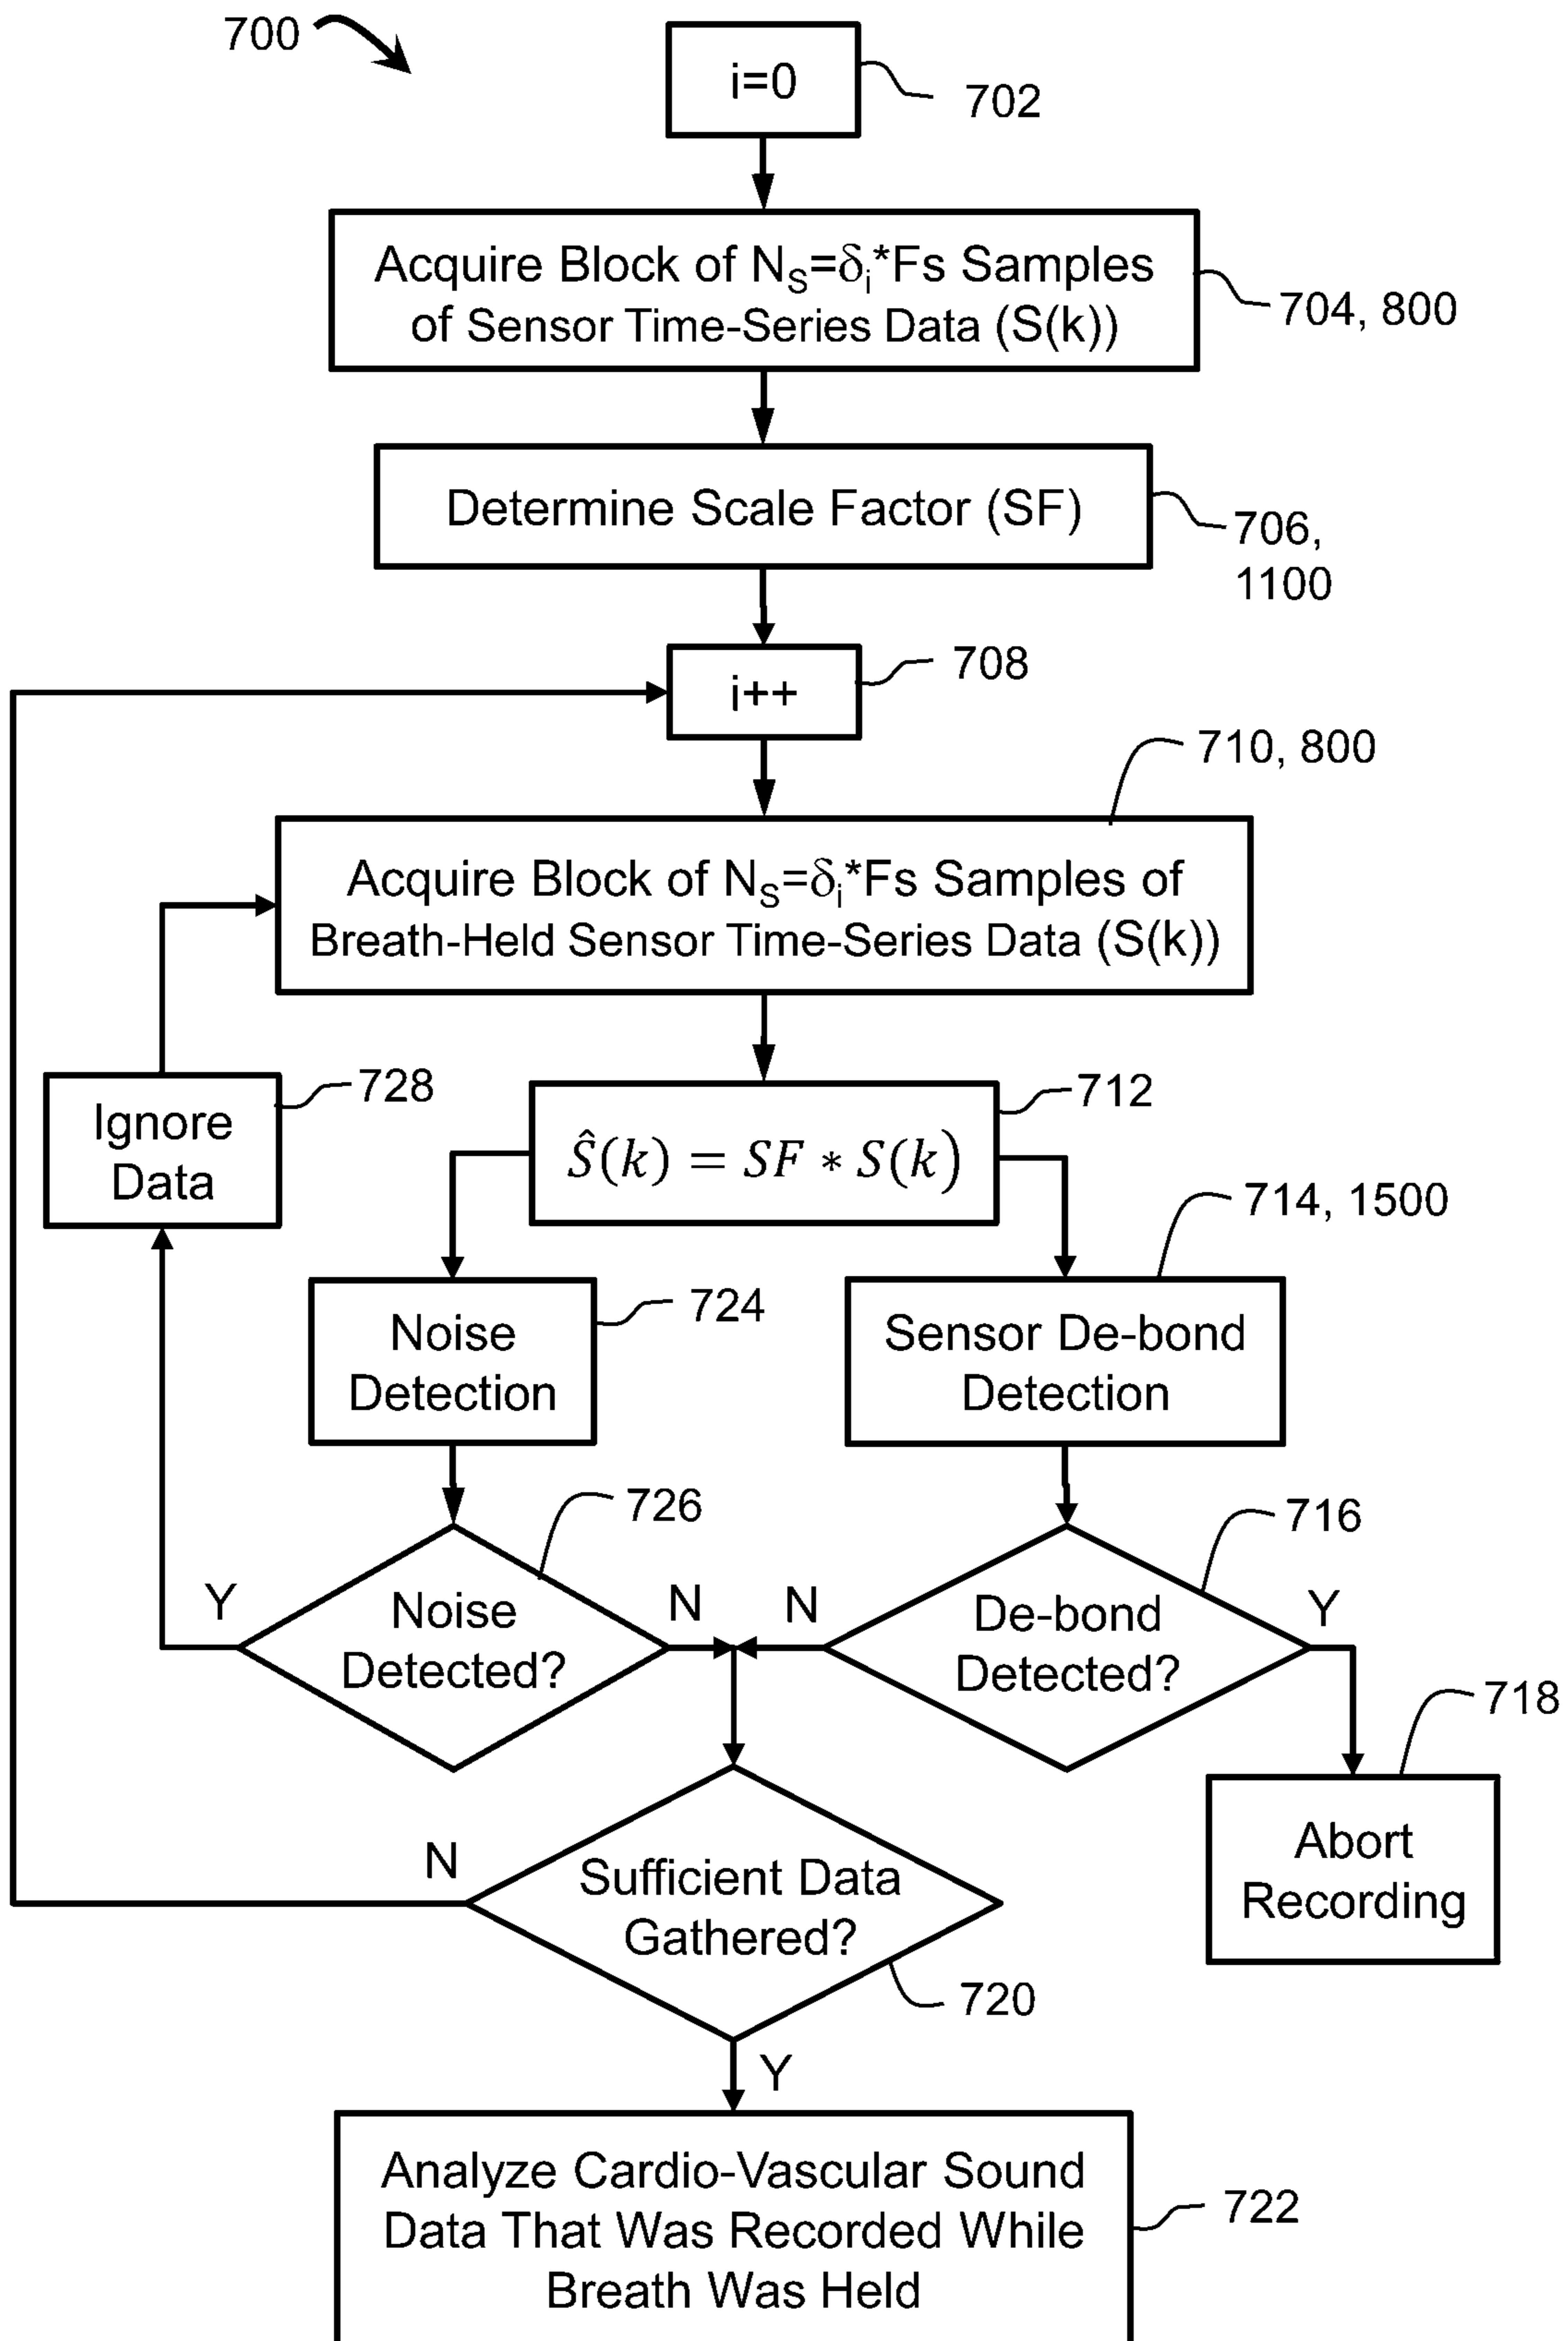 700
i=0
702
Acquire Block of NS=δi*Fs Samples
of Sensor Time-Series Data (S(k))
704, 800
Determine Scale Factor (SF)
706,
1100
i++
708
710, 800
Acquire Block of NS=δi*Fs Samples of
Breath-Held Sensor Time-Series Data (S(k))
Ignore
Data
728
Ŝ(k) = SF * S(k)
712
714, 1500
Noise
Detection
724
Sensor De-bond
Detection
726
716
Y
Noise
Detected?
N
N
De-bond
Detected?
Y
718
Abort
Recording
N
Sufficient Data
Gathered?
720
Y
Analyze Cardio-Vascular Sound
Data That Was Recorded While
Breath Was Held
722